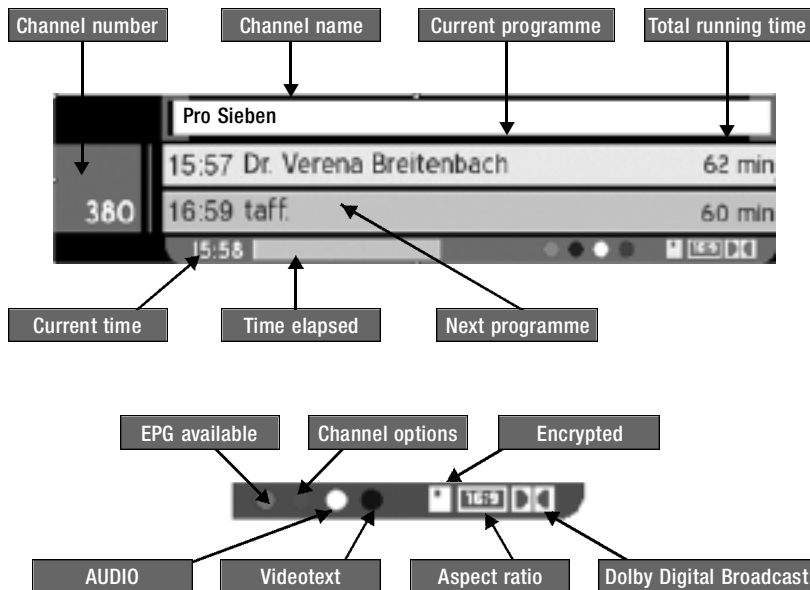 Channel number Channel name Current programme Total running time
Pro Sieben
15:57 Dr. Verena Breitenbach 62 min
380 16:59 taff. 60 min
15:58 16:9
Current time Time elapsed Next programme
EPG available Channel options Encrypted
16:9
AUDIO Videotext Aspect ratio Dolby Digital Broadcast